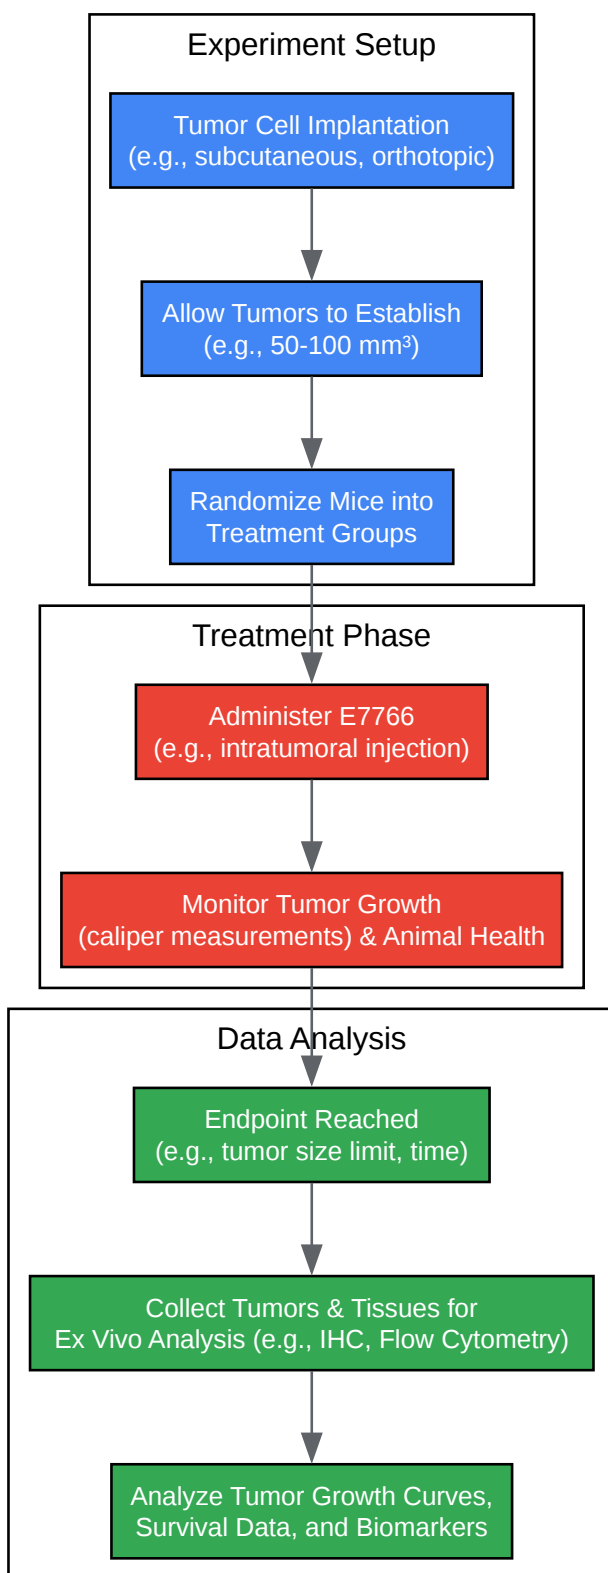 Experiment Setup
Tumor Cell Implantation
(e.g., subcutaneous, orthotopic)
Allow Tumors to Establish
(e.g., 50-100 mm³)
Randomize Mice into
Treatment Groups
Treatment Phase
Administer E7766
(e.g., intratumoral injection)
Monitor Tumor Growth
(caliper measurements) & Animal Health
Data Analysis
Endpoint Reached
(e.g., tumor size limit, time)
Collect Tumors & Tissues for
Ex Vivo Analysis (e.g., IHC, Flow Cytometry)
Analyze Tumor Growth Curves,
Survival Data, and Biomarkers